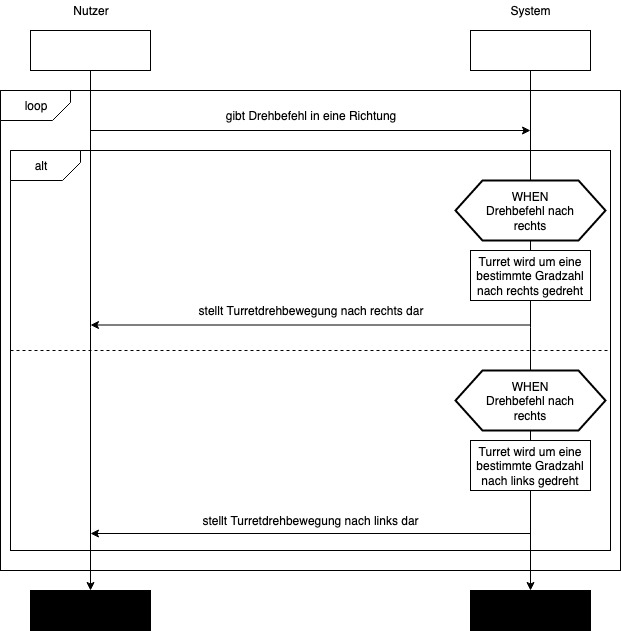 Nutzer
System
loop
gibt Drehbefehl in eine Richtung
alt
WHEN
Drehbefehl nach
rechts
Turret wird um eine
bestimmte Gradzahl
nach rechts gedreht
stellt Turretdrehbewegung nach rechts dar
WHEN
Drehbefehl nach
rechts
Turret wird um eine
bestimmte Gradzahl
nach links gedreht
stellt Turretdrehbewegung nach links dar